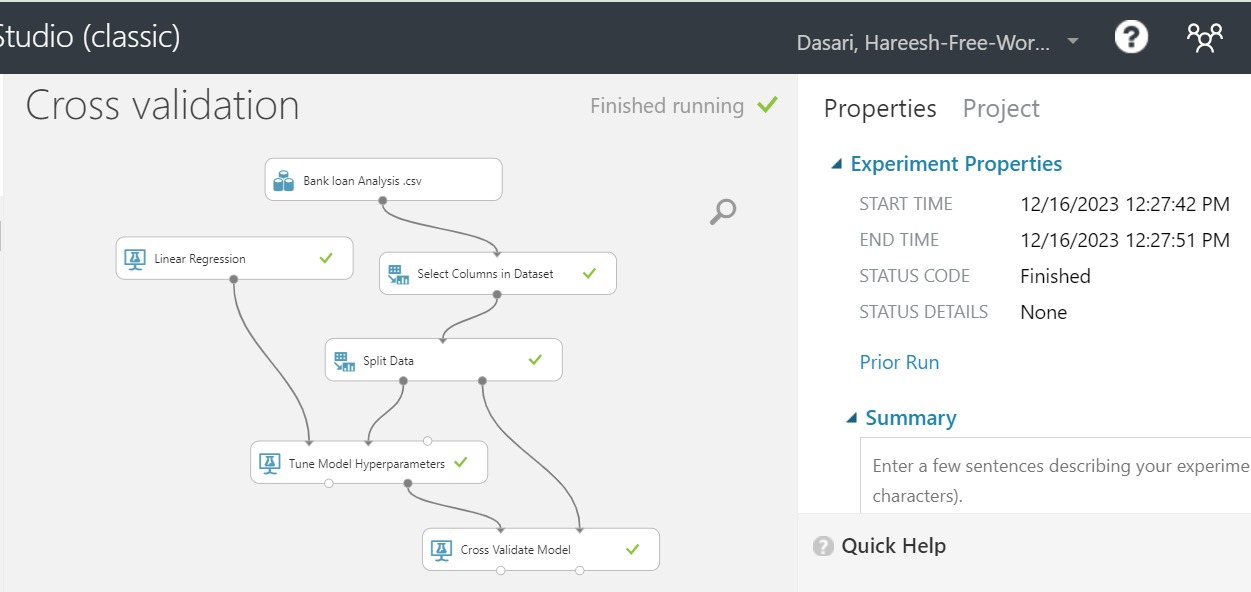 Studio (classic)
Dasari, Hareesh-Free-Wor...
Cross validation
Finished running
Bank loan Analysis .csv
Linear Regression
Select Columns in Dataset
Split Data
Tune Model Hyperparameters
Cross Validate Model
Properties Project
Experiment Properties
START TIME 12/16/2023 12:27:42 PM
END TIME 12/16/2023 12:27:51 PM
STATUS CODE Finished
STATUS DETAILS None
Prior Run
Summary
Enter a few sentences describing your experime
characters).
? Quick Help